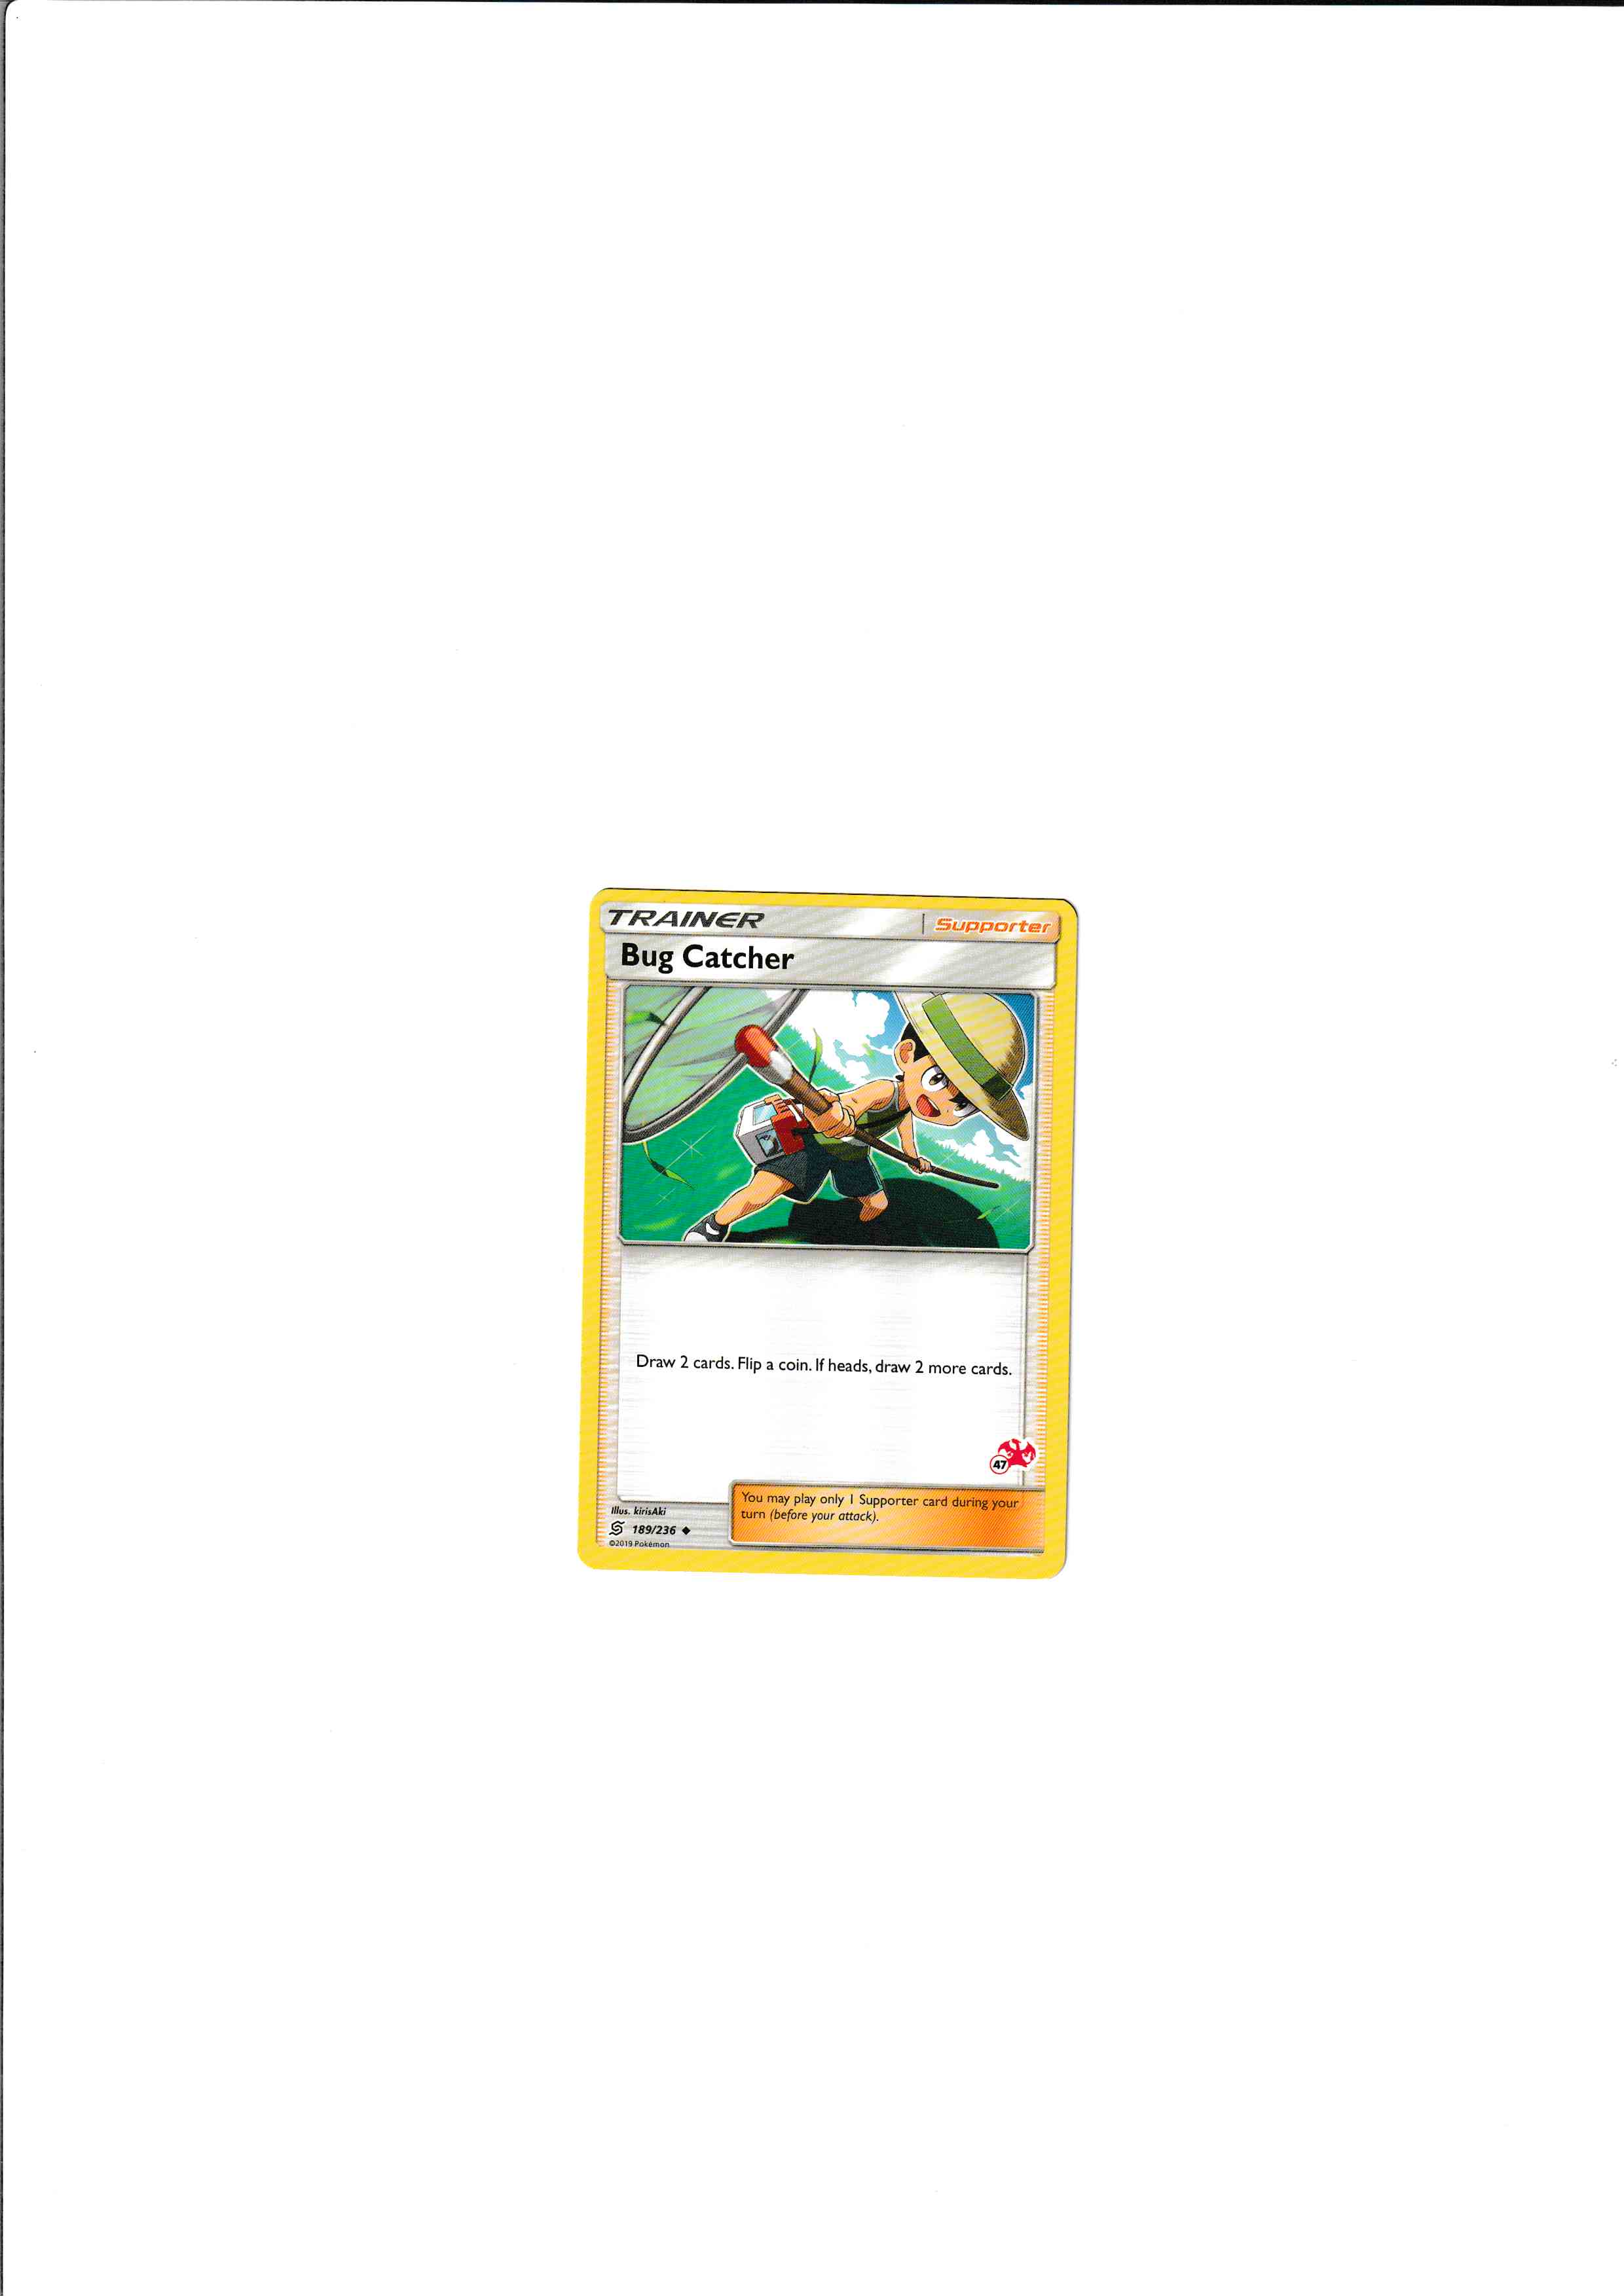 TRAINER
Supporter
Bug Catcher
Draw 2 cards. Flip a coin. If heads, draw 2 more cards.
47
You may play only 1 Supporter card during your
turn (before your attack).
Illus. kirisAki
189/236
©2019 Pokémon